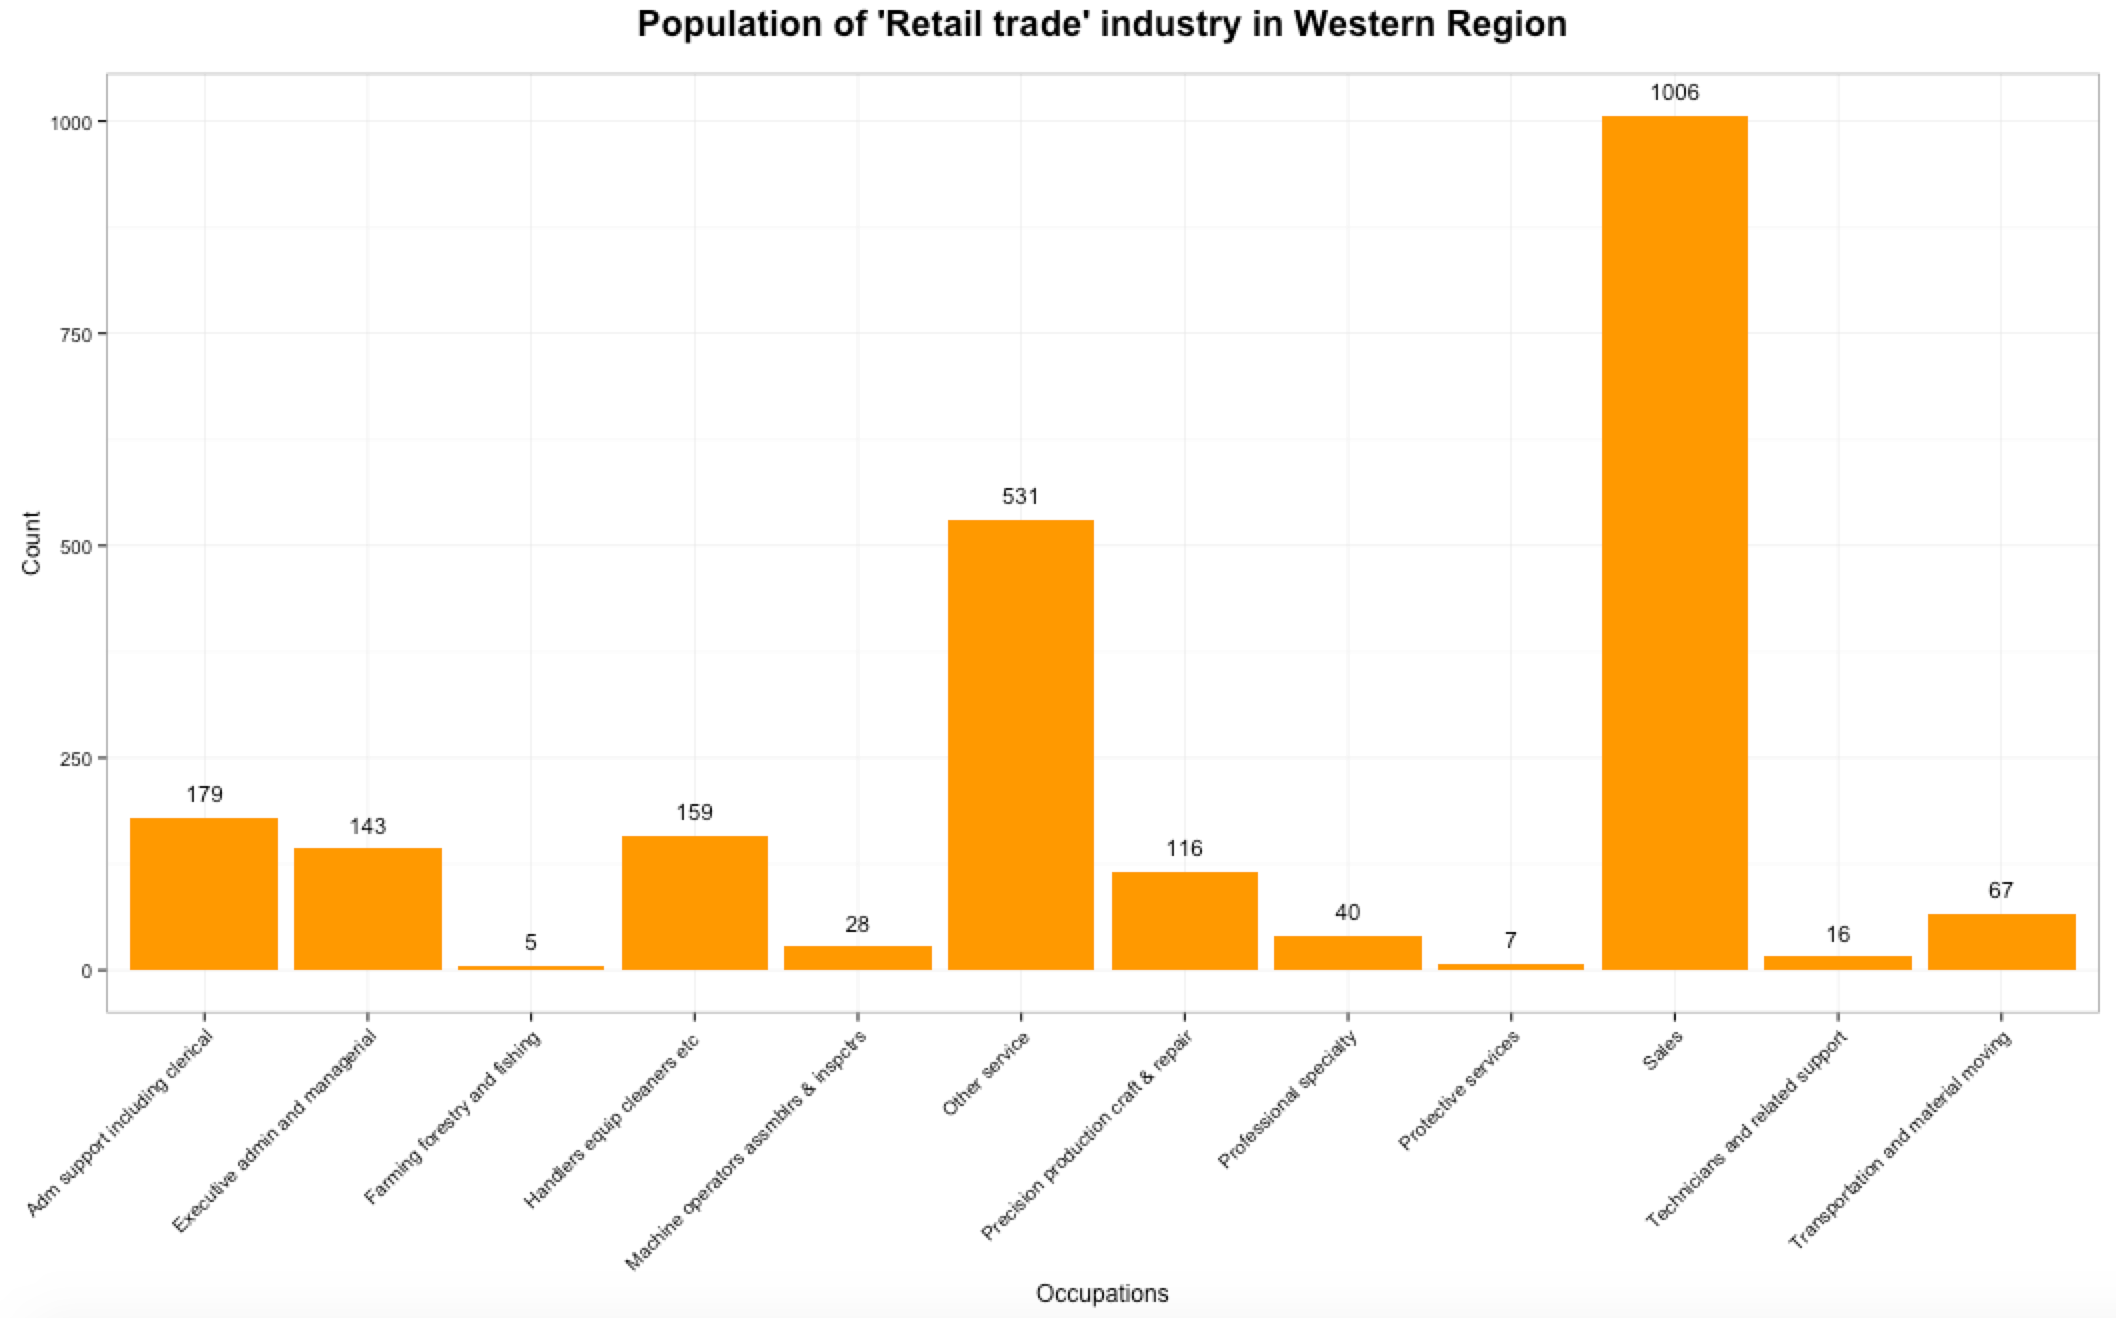 Population of 'Retail trade' industry in Western Region
Count
1000
750
500
250
0
179
143
5
159
28
531
116
40
7
1006
16
67
Adm support including clerical
Executive admin and managerial
Farming forestry and fishing
Handlers equip cleaners etc
Machine operators assmblrs & inspctrs
Other service
Precision production craft & repair
Professional specialty
Protective services
Sales
Technicians and related support
Transportation and material moving
Occupations